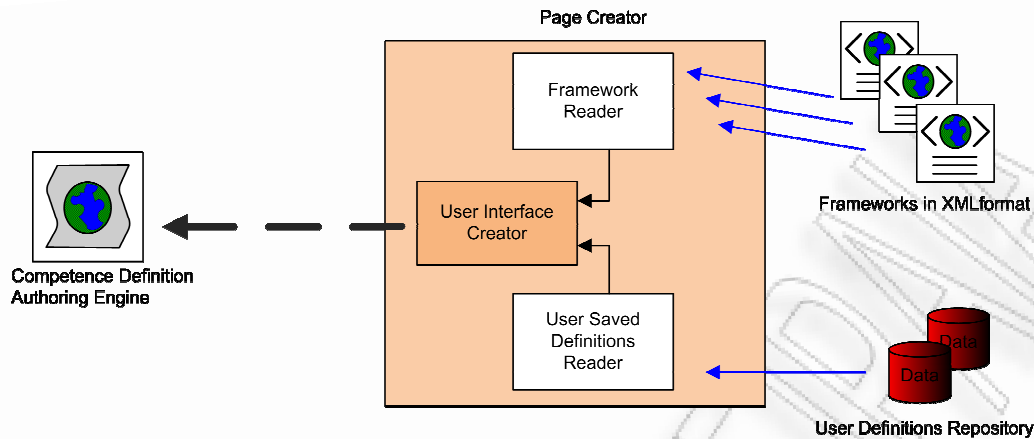 Page Creator
Framework
Reader
Frameworks in XMLformat
User Interface
Creator
Competence Definition
Authoring Engine
User Saved
Definitions
Reader
Data
Data
User Definitions Repository